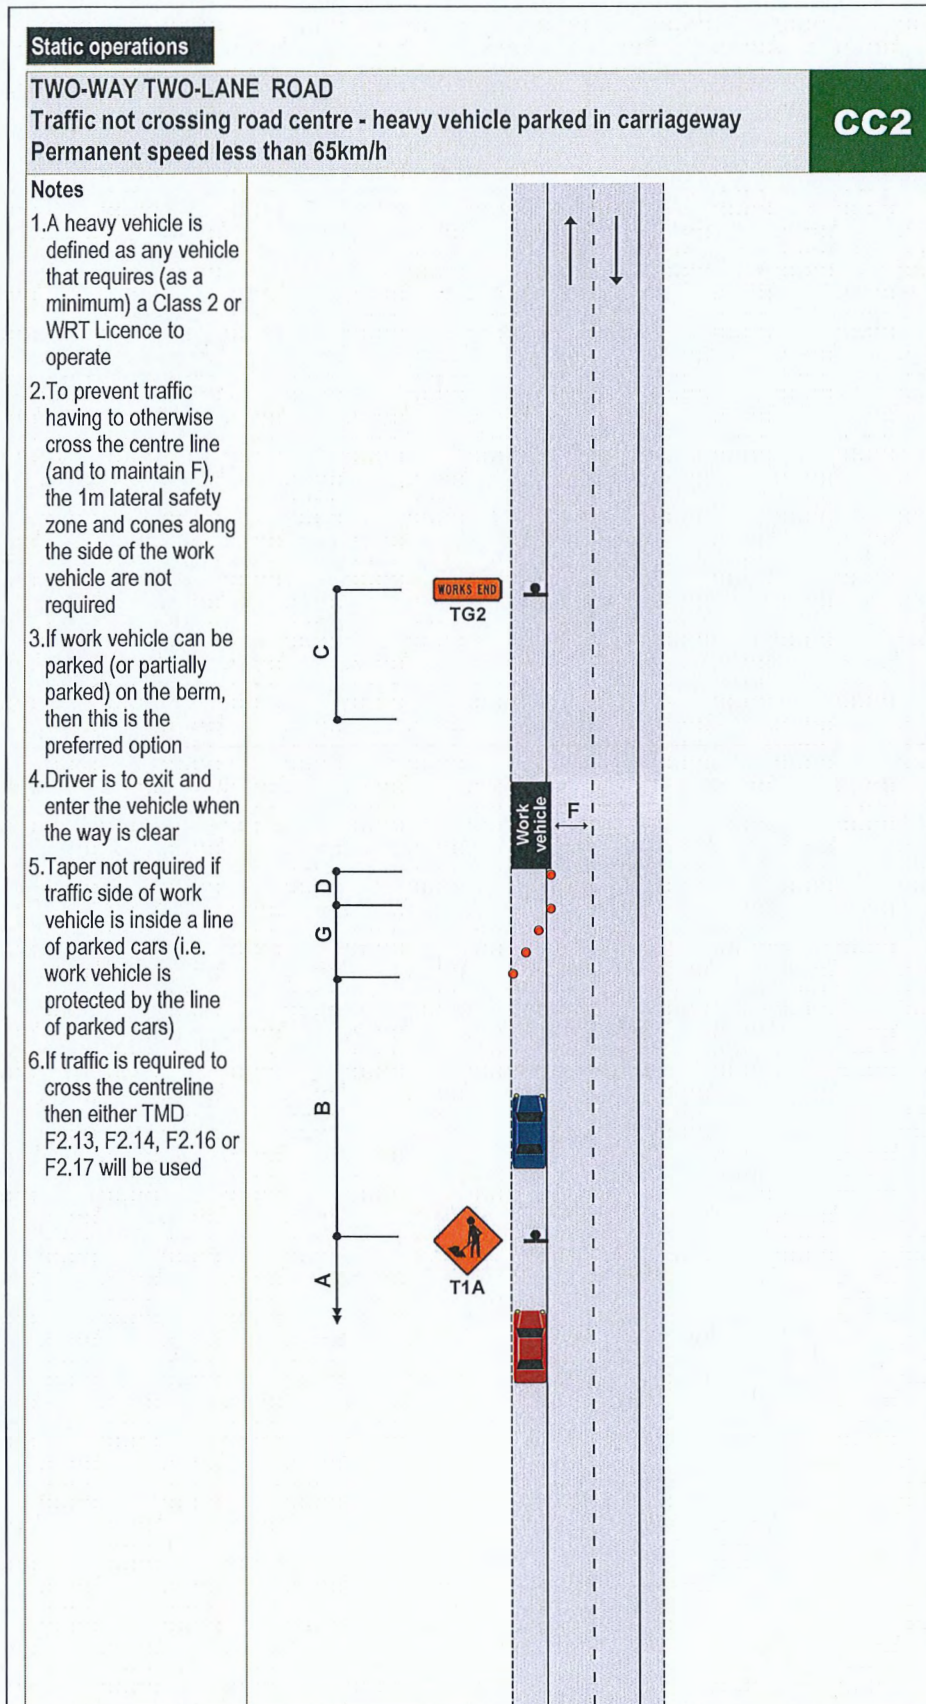 Static operations
TWO-WAY TWO-LANE ROAD
Traffic not crossing road centre - heavy vehicle parked in carriageway
Permanent speed less than 65km/h
CC2
Notes
1.A heavy vehicle is
defined as any vehicle
that requires (as a
minimum) a Class 2 or
WRT Licence to
operate
2.To prevent traffic
having to otherwise
cross the centre line
(and to maintain F),
the 1m lateral safety
zone and cones along
the side of the work
vehicle are not
required
3.If work vehicle can be
parked (or partially
parked) on the berm,
then this is the
preferred option
4.Driver is to exit and
enter the vehicle when
the way is clear
5.Taper not required if
traffic side of work
vehicle is inside a line
of parked cars (i.e.
work vehicle is
protected by the line
of parked cars)
6.If traffic is required to
cross the centreline
then either TMD
F2.13, F2.14, F2.16 or
F2.17 will be used
WORKS END
TG2
C
Work
vehicle
F
D
G
B
T1A
A